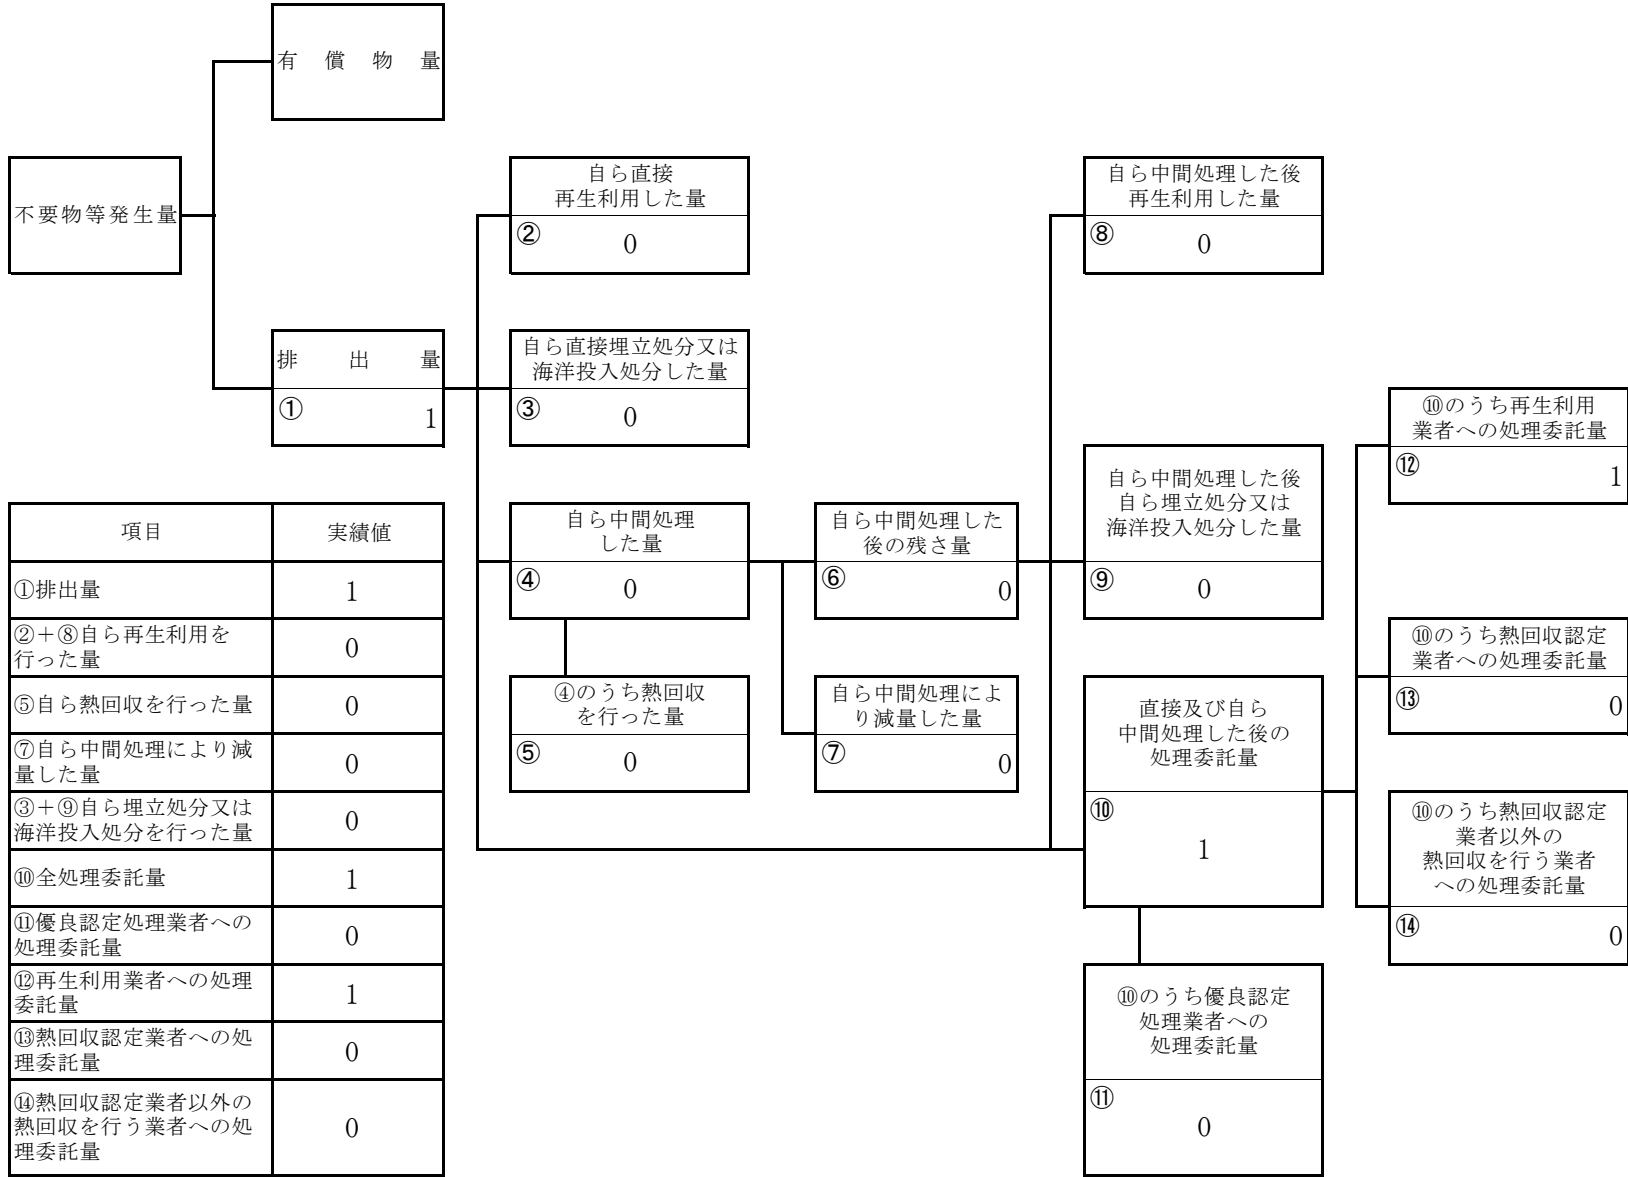 有償物量
不要物等発生量
排出量
①
1
自ら直接
再生利用した量
②
0
自ら直接埋立処分又は
海洋投入処分した量
③
0
自ら中間処理
した量
④
0
④のうち熱回収
を行った量
⑤
0
自ら中間処理した
後の残さ量
⑥
0
自ら中間処理によ
り減量した量
⑦
0
自ら中間処理した後
再生利用した量
⑧
0
自ら中間処理した後
自ら埋立処分又は
海洋投入処分した量
⑨
0
直接及び自ら
中間処理した後の
処理委託量
⑩
1
⑩のうち優良認定
処理業者への
処理委託量
⑪
0
⑩のうち再生利用
業者への処理委託量
⑫
1
⑩のうち熱回収認定
業者への処理委託量
⑬
0
⑩のうち熱回収認定
業者以外の
熱回収を行う業者
への処理委託量
⑭
0
項目 実績値
①排出量 1
②+⑧自ら再生利用を
行った量 0
⑤自ら熱回収を行った量 0
⑦自ら中間処理により減
量した量 0
③+⑨自ら埋立処分又は
海洋投入処分を行った量 0
⑩全処理委託量 1
⑪優良認定処理業者への
処理委託量 0
⑫再生利用業者への処理
委託量 1
⑬熱回収認定業者への処
理委託量 0
⑭熱回収認定業者以外の
熱回収を行う業者への処
理委託量 0